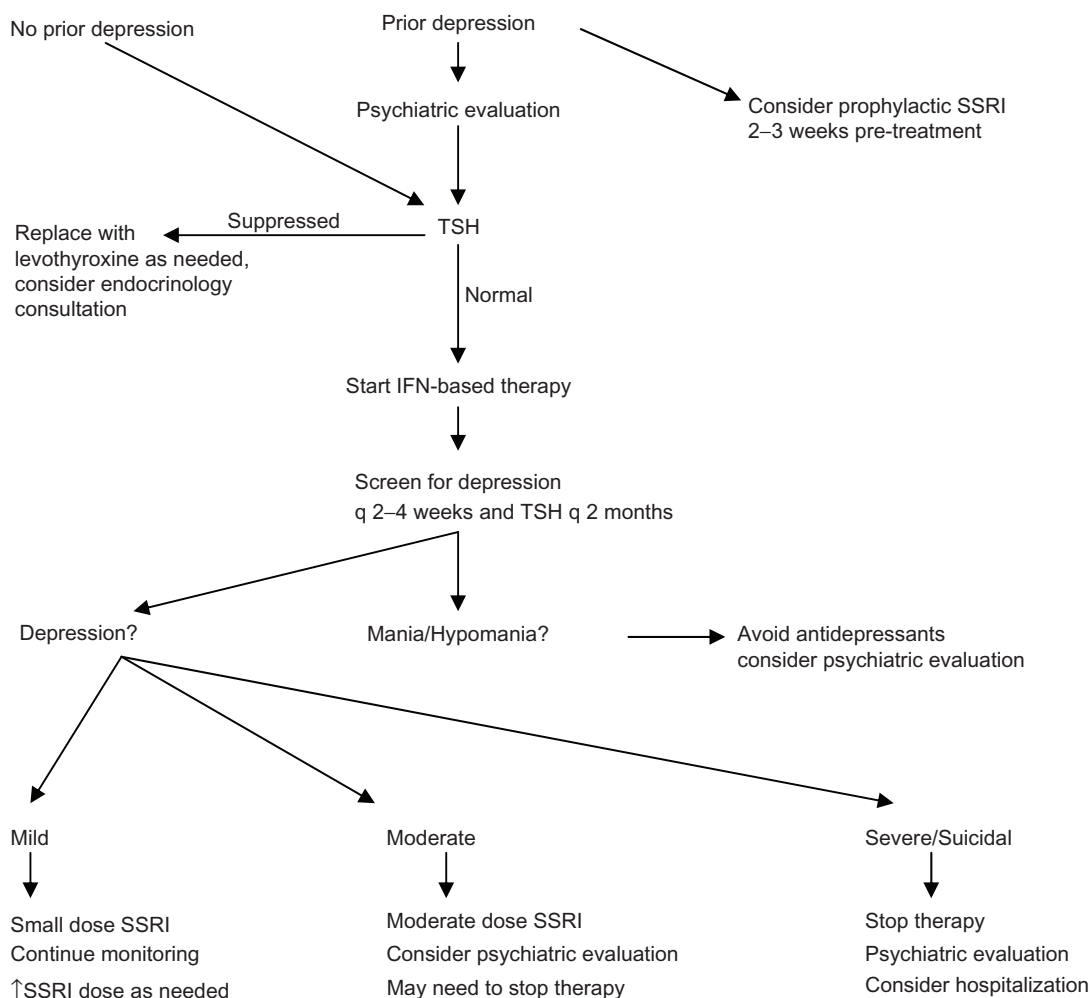 No prior depression
Prior depression
Psychiatric evaluation
Consider prophylactic SSRI
2–3 weeks pre-treatment
Suppressed
TSH
Replace with
levothyroxine as needed,
consider endocrinology
consultation
Normal
Start IFN-based therapy
Screen for depression
q 2–4 weeks and TSH q 2 months
Depression?
Mania/Hypomania?
Avoid antidepressants
consider psychiatric evaluation
Mild
Moderate
Severe/Suicidal
Small dose SSRI
Continue monitoring
↑SSRI dose as needed
Moderate dose SSRI
Consider psychiatric evaluation
May need to stop therapy
Stop therapy
Psychiatric evaluation
Consider hospitalization